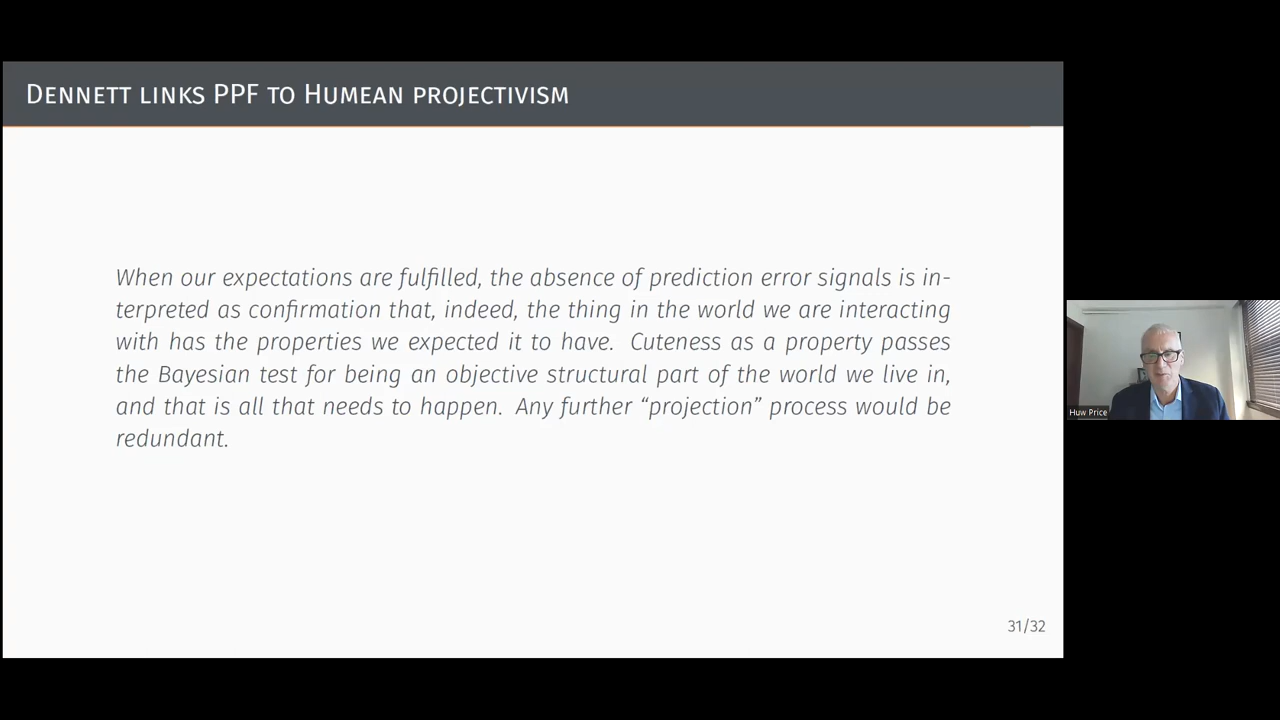 Dennett links PPF to Humean projectivism
When our expectations are fulfilled, the absence of prediction error signals is in-
terpreted as confirmation that, indeed, the thing in the world we are interacting
with has the properties we expected it to have. Cuteness as a property passes
the Bayesian test for being an objective structural part of the world we live in,
and that is all that needs to happen. Any further “projection” process would be
redundant.
Huw Price
31/32